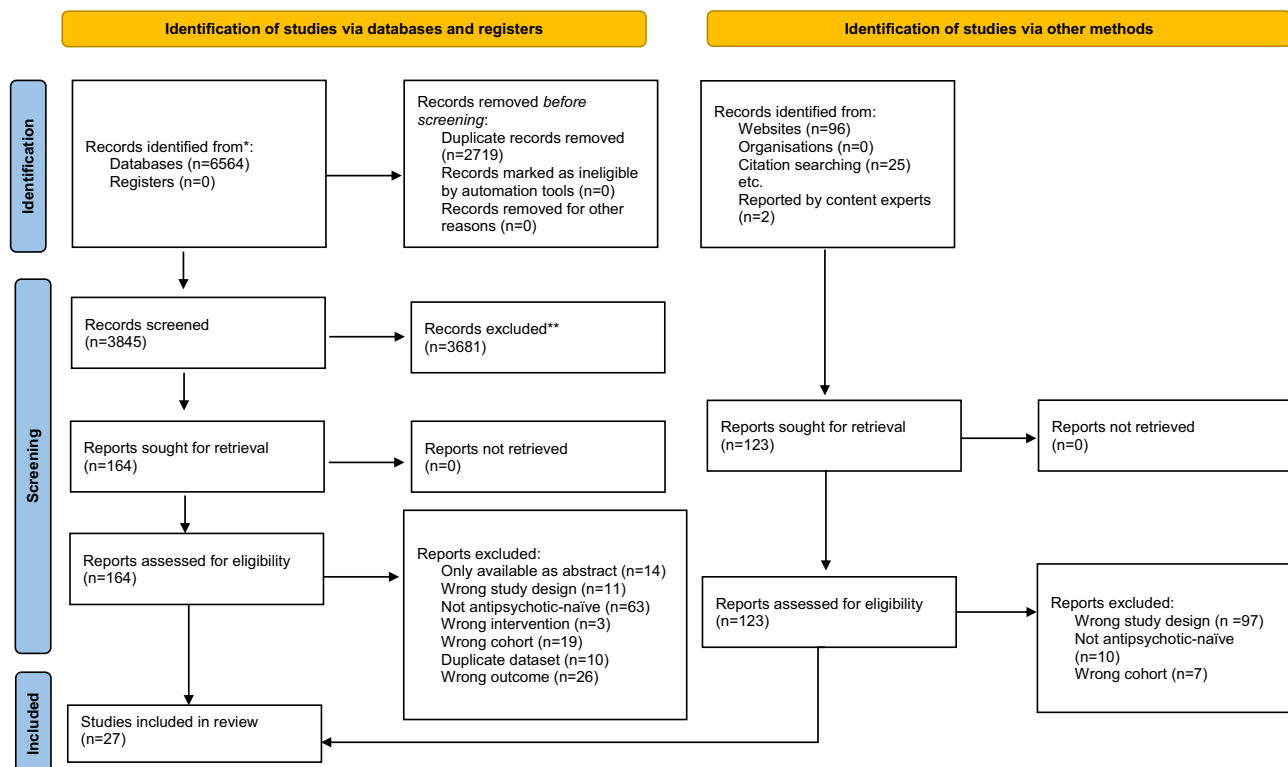 Identification of studies via databases and registers
Identification of studies via other methods
Identification
Records identified from*:
Databases (n=6564)
Registers (n=0)
Records removed before
screening:
Duplicate records removed
(n=2719)
Records marked as ineligible
by automation tools (n=0)
Records removed for other
reasons (n=0)
Records identified from:
Websites (n=96)
Organisations (n=0)
Citation searching (n=25)
etc.
Reported by content experts
(n=2)
Screening
Records screened
(n=3845)
Records excluded**
(n=3681)
Reports sought for retrieval
(n=164)
Reports not retrieved
(n=0)
Reports sought for retrieval
(n=123)
Reports not retrieved
(n=0)
Reports assessed for eligibility
(n=164)
Reports excluded:
Only available as abstract (n=14)
Wrong study design (n=11)
Not antipsychotic-naïve (n=63)
Wrong intervention (n=3)
Wrong cohort (n=19)
Duplicate dataset (n=10)
Wrong outcome (n=26)
Reports assessed for eligibility
(n=123)
Reports excluded:
Wrong study design (n =97)
Not antipsychotic-naïve
(n=10)
Wrong cohort (n=7)
Included
Studies included in review
(n=27)